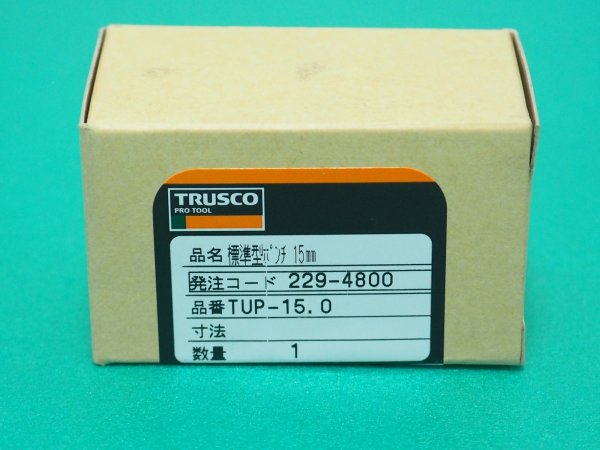 TRUSCO
PRO TOOL
品名 標準型ﾎﾟﾝﾁ 15mm
発注コード 229-4800
品番 TUP-15.0
寸法
数量 1